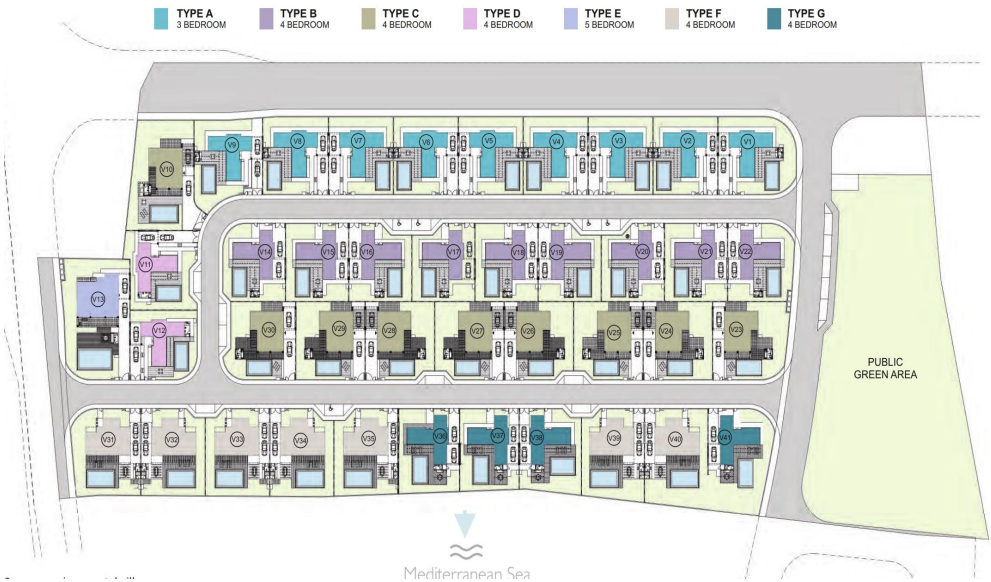 TYPE A
3 BEDROOM
TYPE B
4 BEDROOM
TYPE C
4 BEDROOM
TYPE D
4 BEDROOM
TYPE E
5 BEDROOM
TYPE F
4 BEDROOM
TYPE G
4 BEDROOM
V9
V8
V7
V6
V5
V4
V3
V2
V1
V10
V11
V13
V12
V14
V15
V16
V17
V18
V19
V20
V21
V22
V30
V29
V28
V27
V26
V25
V24
V23
PUBLIC
GREEN AREA
V31
V32
V33
V34
V35
V36
V37
V38
V39
V40
V41
Mediterranean Sea